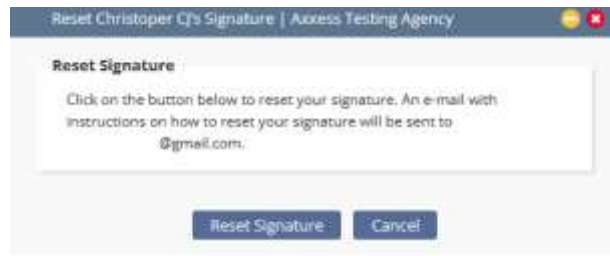 Reset Christoper CJ's Signature | Axxess Testing Agency
Reset Signature
Click on the button below to reset your signature. An e-mail with
instructions on how to reset your signature will be sent to
@gmail.com.
Reset Signature Cancel